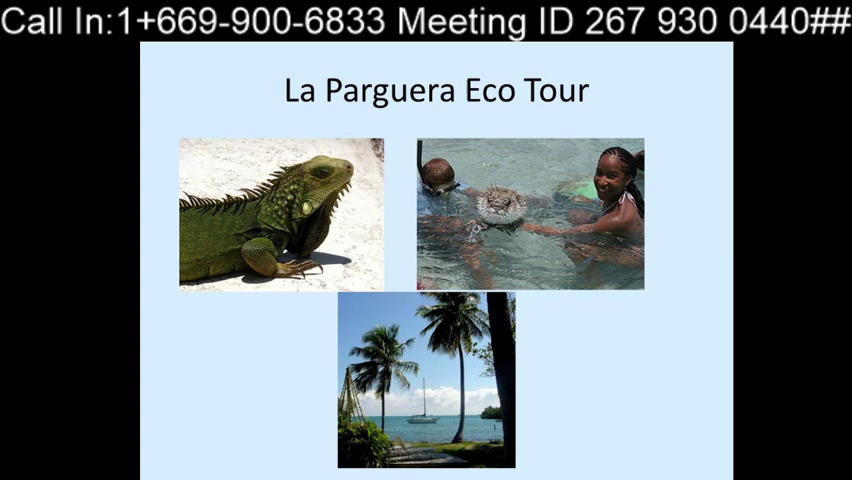 Call In:1+669-900-6833 Meeting ID 267 930 0440##
La Parguera Eco Tour